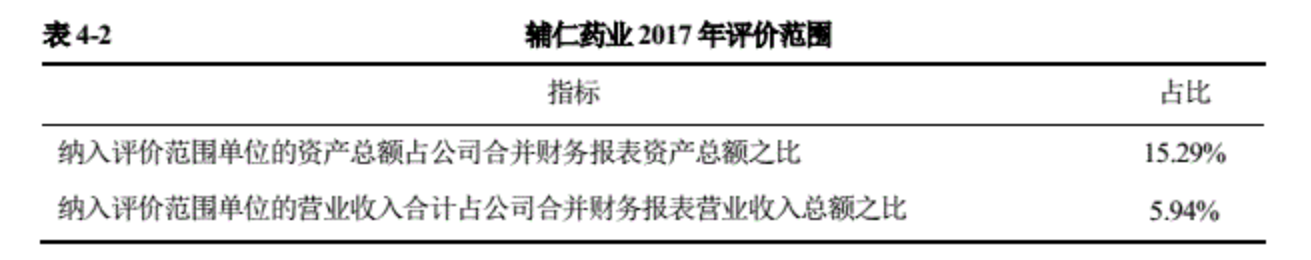 表 4-2 辅仁药业 2017 年评价范围
指标 占比
纳入评价范围单位的资产总额占公司合并财务报表资产总额之比 15.29%
纳入评价范围单位的营业收入合计占公司合并财务报表营业收入总额之比 5.94%